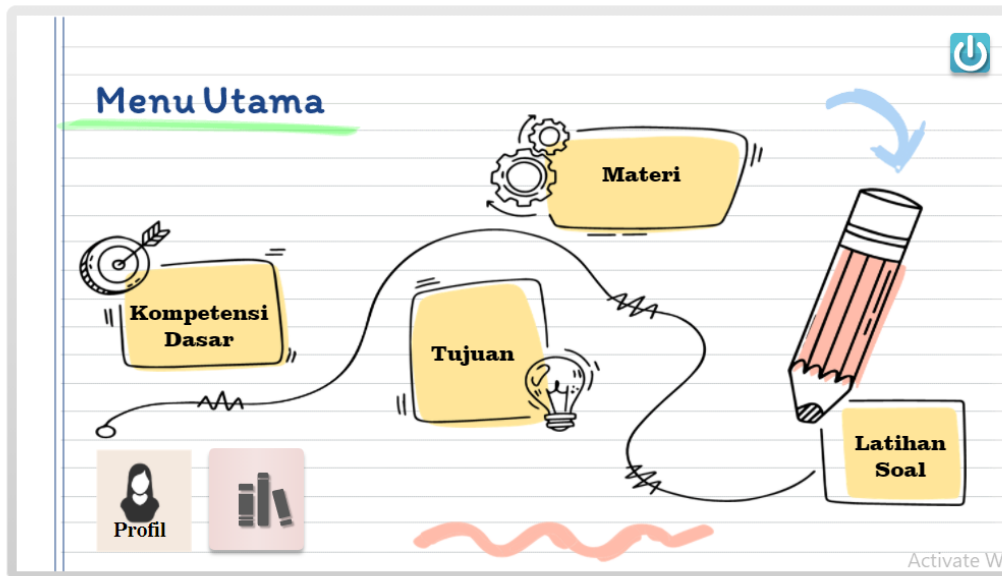 Menu Utama
Materi
Kompetensi
Dasar
Tujuan
Latihan
Soal
Profil
Activate W